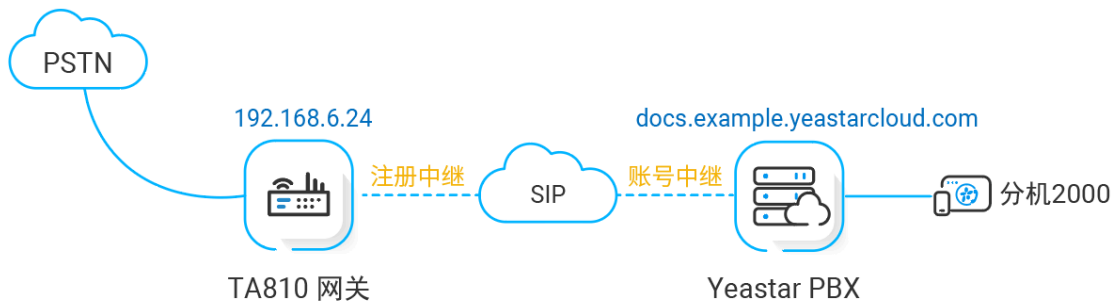 PSTN
192.168.6.24
docs.example.yeastarcloud.com
注册中继
SIP
账号中继
分机2000
TA810 网关
Yeastar PBX